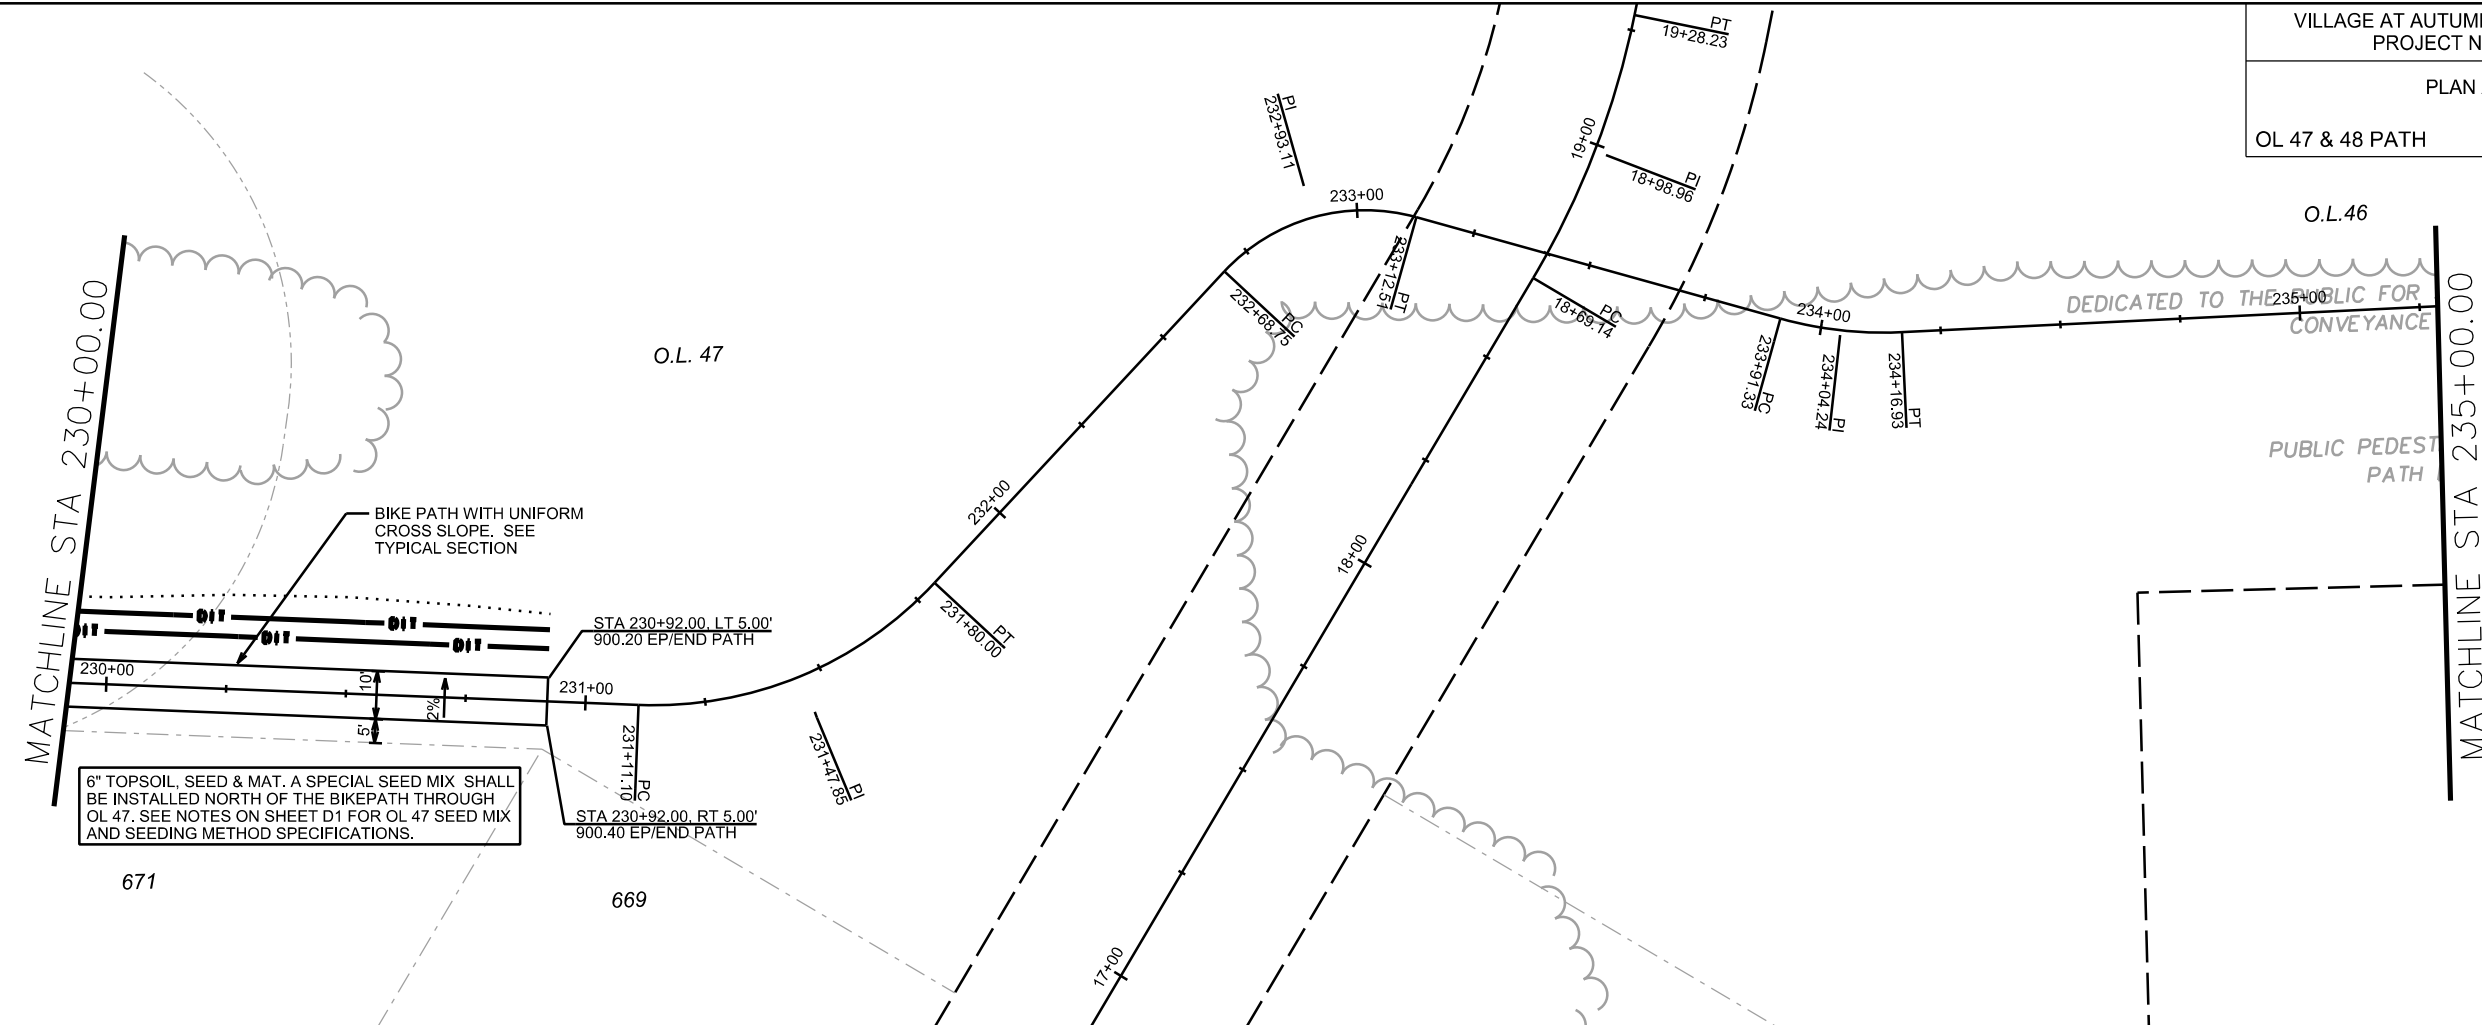 VILLAGE AT AUTUM
PROJECT N
PLAN
OL 47 & 48 PATH
O.L.46
PT
19+28.23
19+00
PI
18+98.96
PI
232+93.11
233+00
PT
233+12.51
PC
232+68.75
PC
18+69.14
234+00
DEDICATED TO THE PUBLIC FOR
235+00
CONVEYANCE
PC
233+91.33
PI
234+04.24
PT
234+16.93
PUBLIC PEDEST
PATH
MATCHLINE STA 235+00.00
MATCHLINE STA 230+00.00
O.L. 47
232+00
18+00
BIKE PATH WITH UNIFORM
CROSS SLOPE. SEE
TYPICAL SECTION
PT
231+80.00
STA 230+92.00, LT 5.00'
900.20 EP/END PATH
230+00
10'
2%
5'
231+00
PC
231+11.10
PI
231+47.85
6" TOPSOIL, SEED & MAT. A SPECIAL SEED MIX SHALL
BE INSTALLED NORTH OF THE BIKEPATH THROUGH
OL 47. SEE NOTES ON SHEET D1 FOR OL 47 SEED MIX
AND SEEDING METHOD SPECIFICATIONS.
STA 230+92.00, RT 5.00'
900.40 EP/END PATH
671
669
17+00